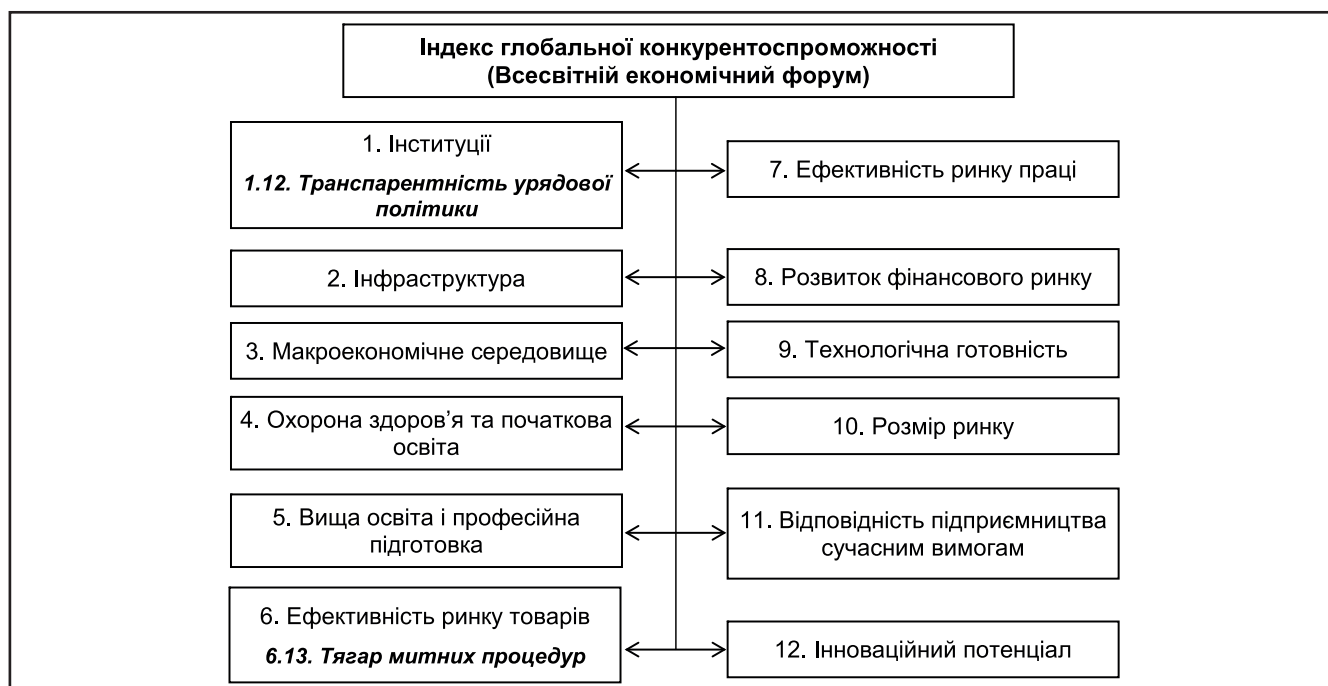 Індекс глобальної конкурентоспроможності
(Всесвітній економічний форум)
1. Інституції
1.12. Транспарентність урядової
політики
2. Інфраструктура
3. Макроекономічне середовище
4. Охорона здоров’я та початкова
освіта
5. Вища освіта і професійна
підготовка
6. Ефективність ринку товарів
6.13. Тягар митних процедур
7. Ефективність ринку праці
8. Розвиток фінансового ринку
9. Технологічна готовність
10. Розмір ринку
11. Відповідність підприємництва
сучасним вимогам
12. Інноваційний потенціал